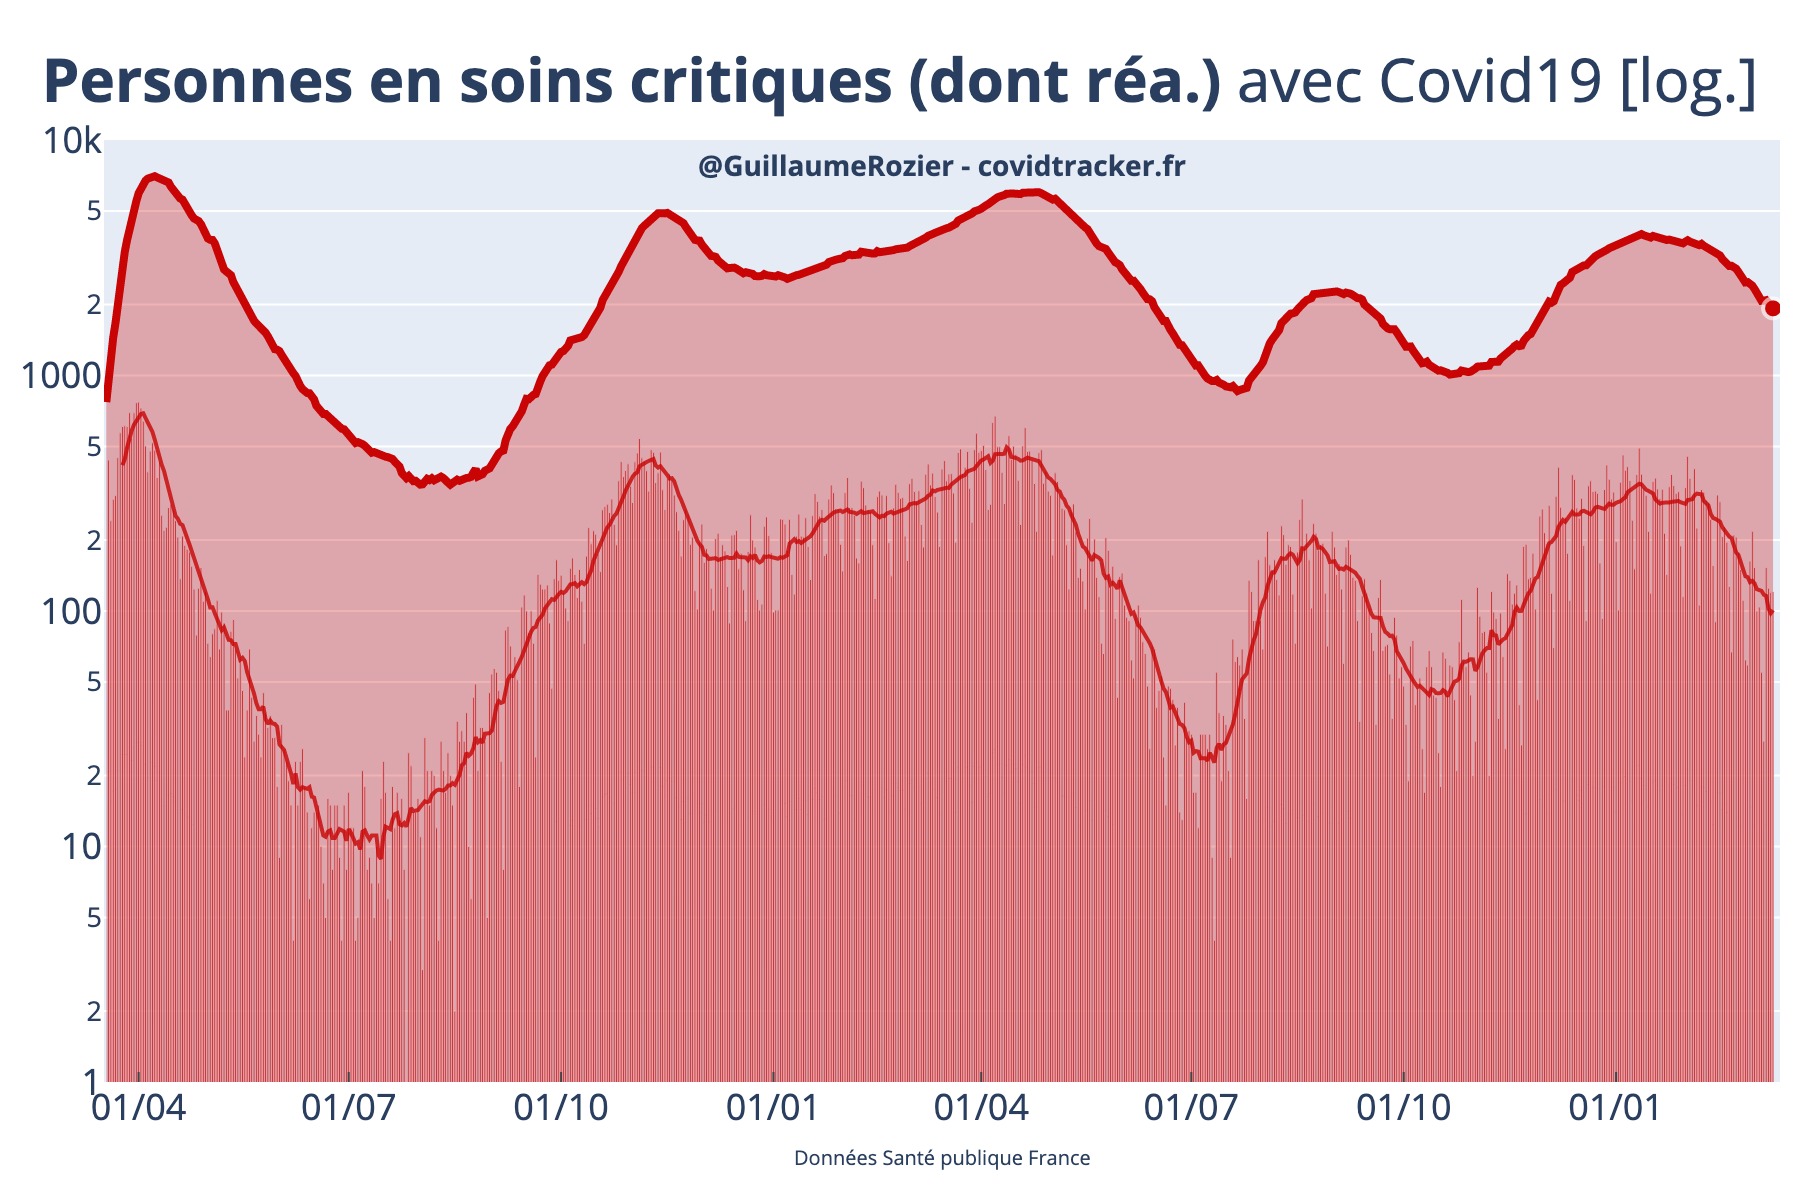 Personnes en soins critiques (dont réa.) avec Covid19 [log.]
@GuillaumeRozier - covidtracker.fr
10k
5
2
1000
5
2
100
5
2
10
5
2
1
01/04 01/07 01/10 01/01 01/04 01/07 01/10 01/01
Données Santé publique France